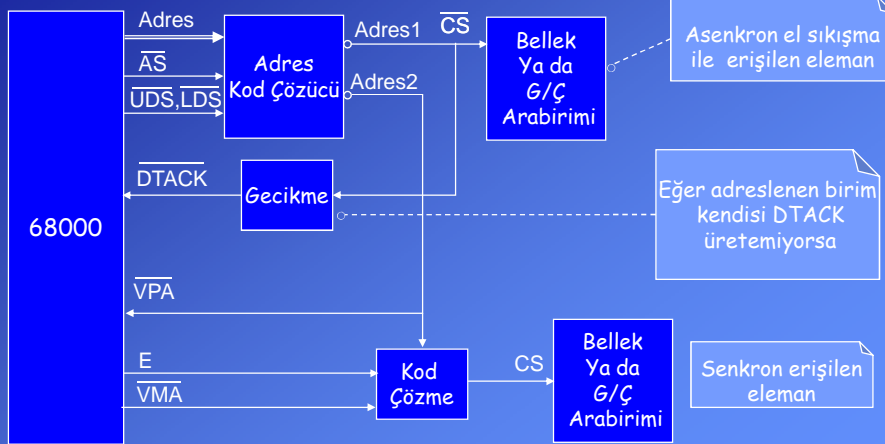 Adres
AS
UDS,LDS
Adres
Kod Çözücü
Adres1
CS
Adres2
Bellek
Ya da
G/Ç
Arabirimi
Asenkron el sıkışma
ile erişilen eleman
DTACK
Gecikme
Eğer adreslenen birim
kendisi DTACK
üretemiyorsa
68000
VPA
E
VMA
Kod
Çözme
CS
Bellek
Ya da
G/Ç
Arabirimi
Senkron erişilen
eleman